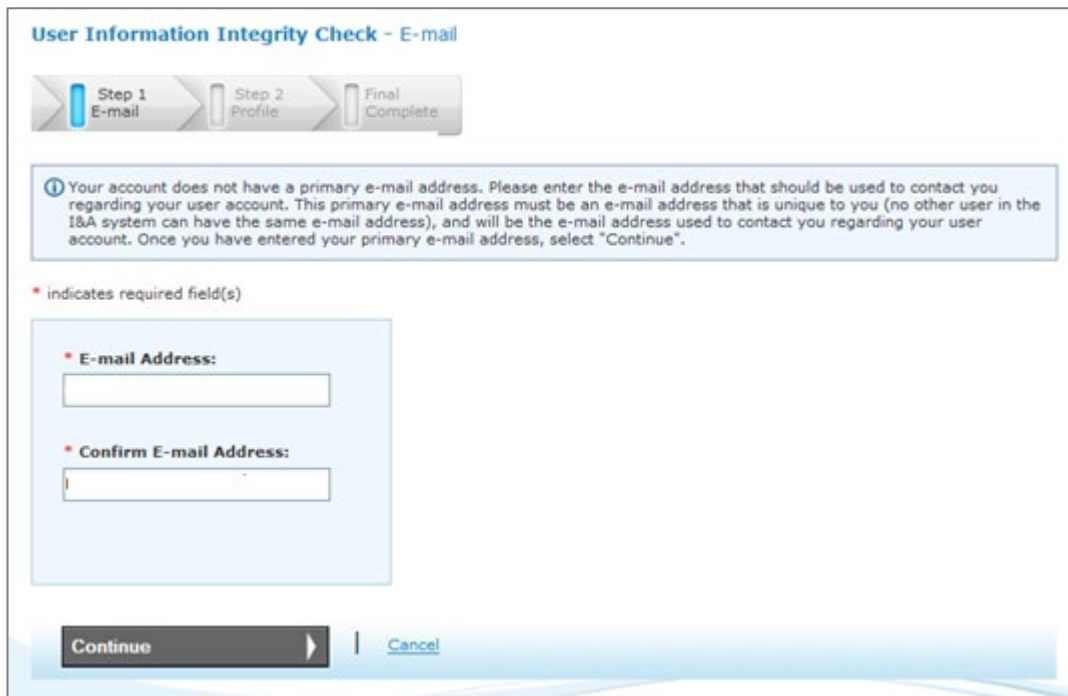 User Information Integrity Check - E-mail
Step 1
E-mail
Step 2
Profile
Final
Complete
Your account does not have a primary e-mail address. Please enter the e-mail address that should be used to contact you
regarding your user account. This primary e-mail address must be an e-mail address that is unique to you (no other user in the
I&A system can have the same e-mail address), and will be the e-mail address used to contact you regarding your user
account. Once you have entered your primary e-mail address, select "Continue".
* indicates required field(s)
* E-mail Address:
* Confirm E-mail Address:
Continue | Cancel